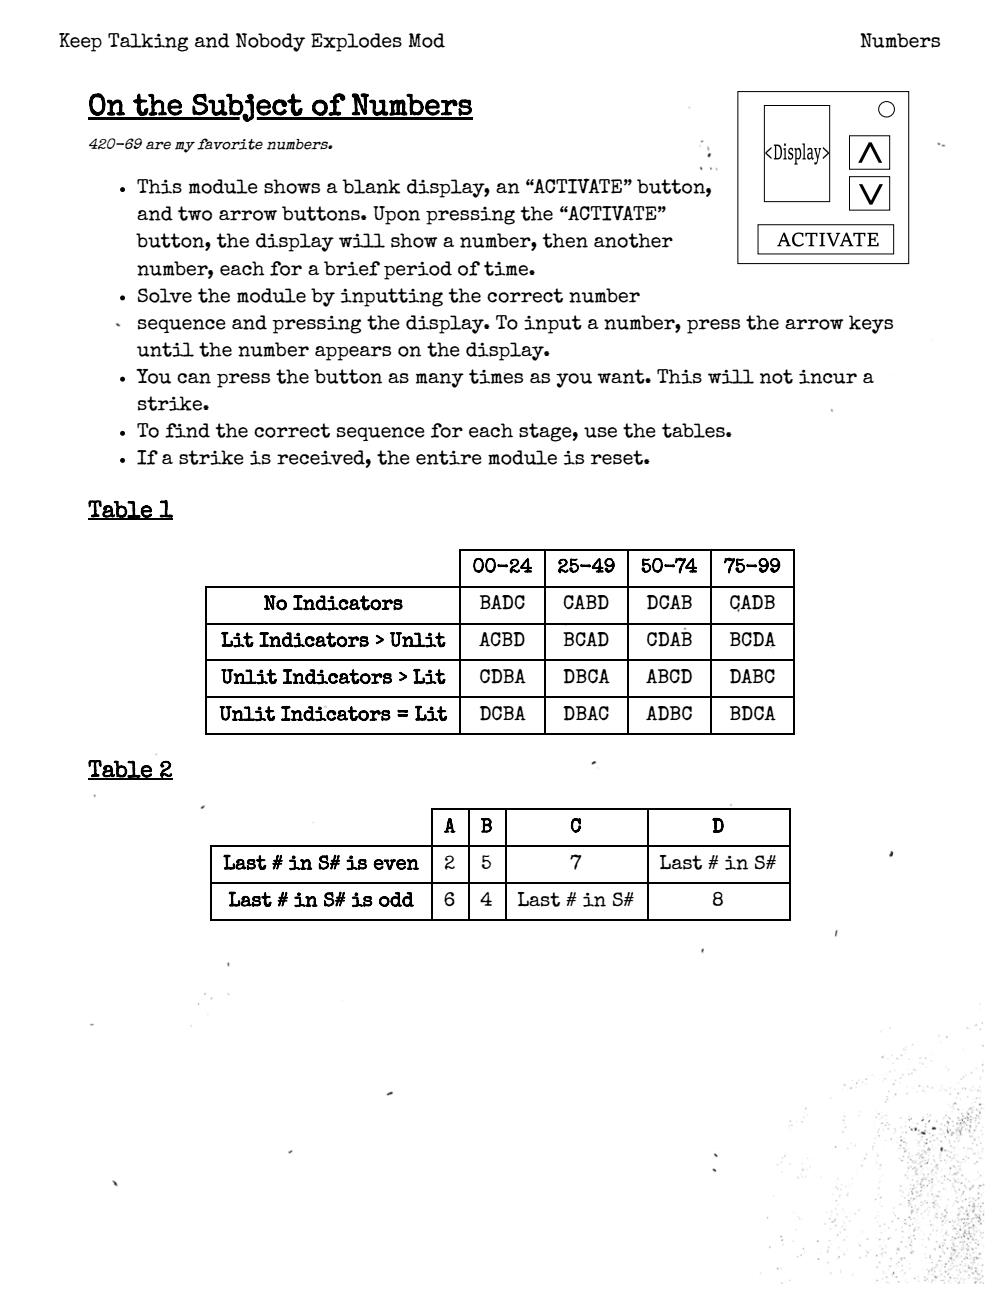 Keep Talking and Nobody Explodes Mod Numbers
On the Subject of Numbers
420-69 are my favorite numbers.
• This module shows a blank display, an “ACTIVATE” button,
and two arrow buttons. Upon pressing the “ACTIVATE”
button, the display will show a number, then another
number, each for a brief period of time.
• Solve the module by inputting the correct number
sequence and pressing the display. To input a number, press the arrow keys
until the number appears on the display.
• You can press the button as many times as you want. This will not incur a
strike.
• To find the correct sequence for each stage, use the tables.
• If a strike is received, the entire module is reset.
<Display>
ACTIVATE
Table 1
00-24 25-49 50-74 75-99
No Indicators BADC CABD DCAB CADB
Lit Indicators > Unlit ACBD BCAD CDAB BCDA
Unlit Indicators > Lit CDBA DBCA ABCD DABC
Unlit Indicators = Lit DCBA DBAC ADBC BDCA
Table 2
A B C D
Last # in S# is even 2 5 7 Last # in S#
Last # in S# is odd 6 4 Last # in S# 8